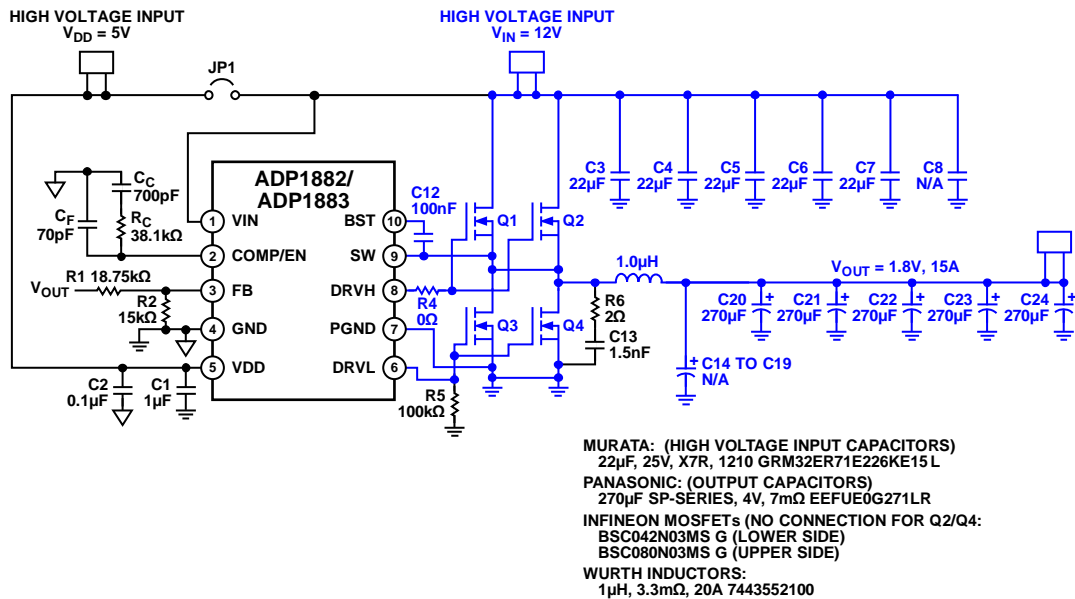 HIGH VOLTAGE INPUT
VDD = 5V
HIGH VOLTAGE INPUT
VIN = 12V
JP1
CC
700pF
CF
70pF
RC
38.1kΩ
ADP1882/
ADP1883
1 VIN
2 COMP/EN
3 FB
4 GND
5 VDD
BST 10
SW 9
DRVH 8
PGND 7
DRVL 6
VOUT
R1 18.75kΩ
R2
15kΩ
C2
0.1µF
C1
1µF
C12
100nF
Q1
Q2
R4
0Ω
Q3
Q4
R5
100kΩ
C3
22µF
C4
22µF
C5
22µF
C6
22µF
C7
22µF
C8
N/A
1.0µH
R6
2Ω
C13
1.5nF
VOUT = 1.8V, 15A
C20
270µF
+
C21
270µF
+
C22
270µF
+
C23
270µF
+
C24
270µF
+
+
C14 TO C19
N/A
MURATA: (HIGH VOLTAGE INPUT CAPACITORS)
22µF, 25V, X7R, 1210 GRM32ER71E226KE15 L
PANASONIC: (OUTPUT CAPACITORS)
270µF SP-SERIES, 4V, 7mΩ EEFUE0G271LR
INFINEON MOSFETs (NO CONNECTION FOR Q2/Q4:
BSC042N03MS G (LOWER SIDE)
BSC080N03MS G (UPPER SIDE)
WURTH INDUCTORS:
1µH, 3.3mΩ, 20A 7443552100